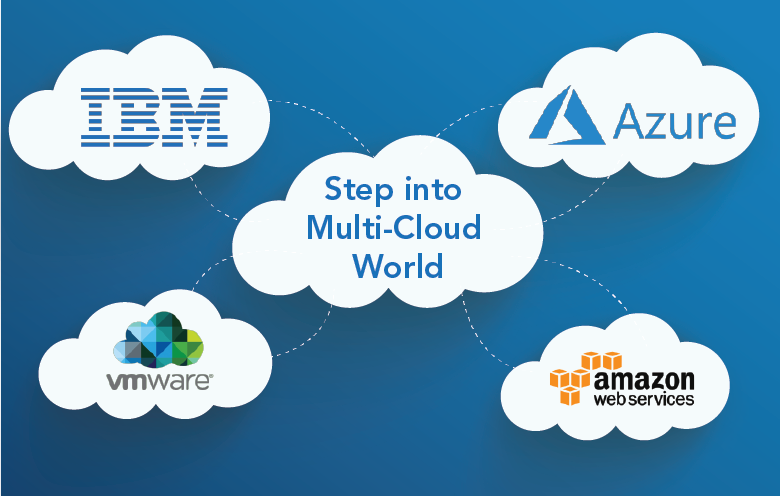 IBM
Azure
Step into
Multi-Cloud
World
vmware®
amazon
web services